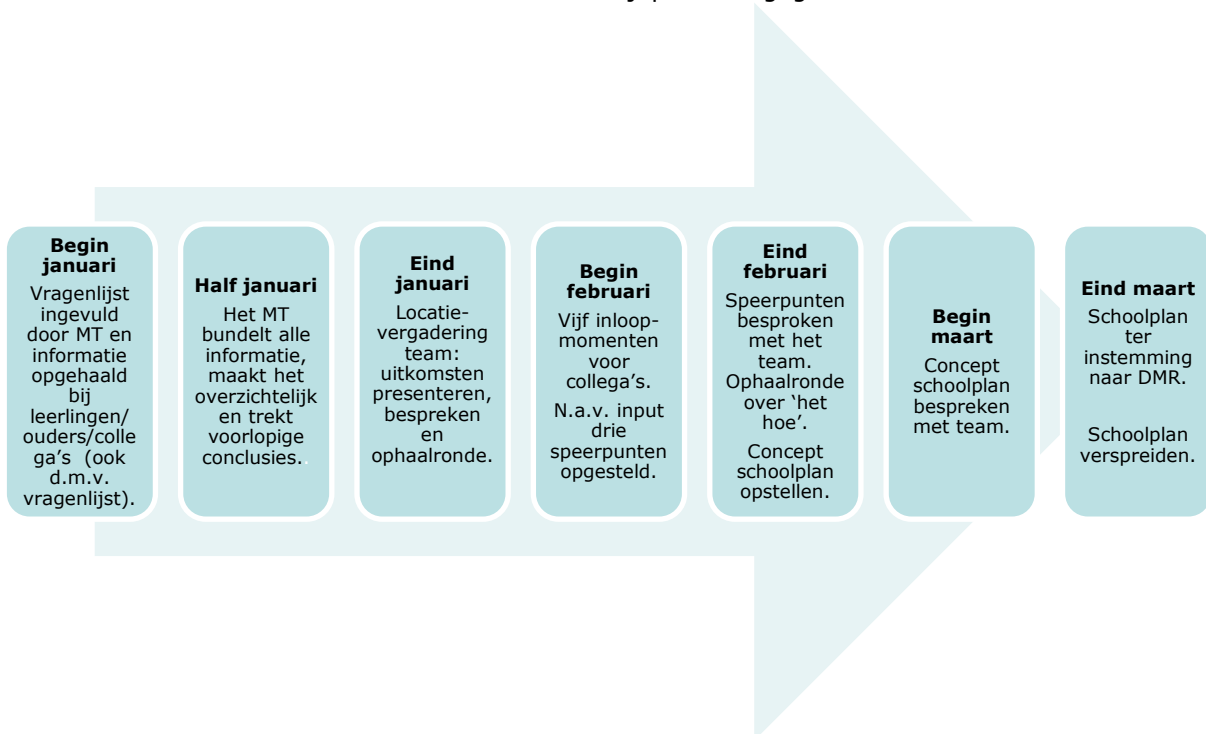 Begin
januari
Vragenlijst
ingevuld
door MT en
informatie
opgehaald
bij
leerlingen/
ouders/colle
ga's (ook
d.m.v.
vragenlijst).
Half januari
Het MT
bundelt alle
informatie,
maakt het
overzichtelijk
en trekt
voorlopige
conclusies.
Eind
januari
Locatie-
vergadering
team:
uitkomsten
presenteren,
bespreken
en
ophaalronde.
Begin
februari
Vijf inloop-
momenten
voor
collega's.
N.a.v. input
drie
speerpunten
opgesteld.
Eind
februari
Speerpunten
besproken
met het
team.
Ophaalronde
over ‘het
hoe’.
Concept
schoolplan
opstellen.
Begin
maart
Concept
schoolplan
bespreken
met team.
Eind maart
Schoolplan
ter
instemming
naar DMR.
Schoolplan
verspreiden.